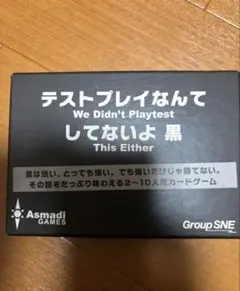 テストプレイなんて
We Didn't Playtest
してないよ 黒
This Either
黒は強い。とっても強い。でも強いだけじゃ勝てない。
その謎をたっぷり味わえる2〜10人用カードゲーム
Asmadi
GAMES
Group SNE